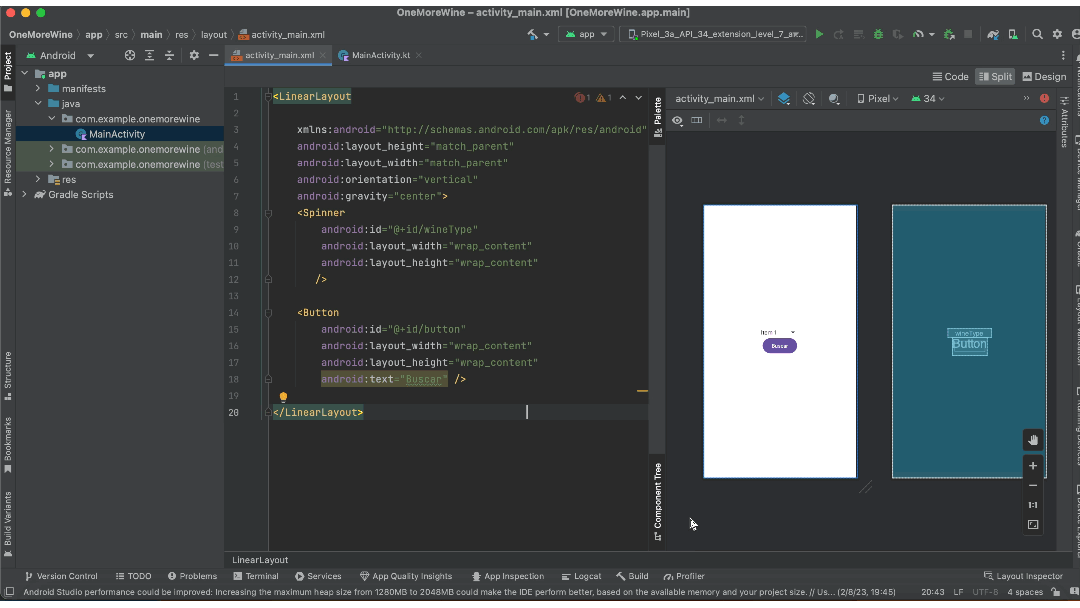 OneMoreWine – activity_main.xml [OneMoreWine.app.main]
OneMoreWine app src main res layout activity_main.xml
app
Pixel_3a_API_34_extension_level_7_aw...
Android
activity_main.xml
MainActivity.kt
Code Split Design
Project
Resource Manager
Structure
Bookmarks
Build Variants
app
manifests
java
com.example.onemorewine
MainActivity
com.example.onemorewine (and
com.example.onemorewine (test
res
Gradle Scripts
1 <LinearLayout
2
3 xmlns:android="http://schemas.android.com/apk/res/android"
4 android:layout_height="match_parent"
5 android:layout_width="match_parent"
6 android:orientation="vertical"
7 android:gravity="center">
8 <Spinner
9 android:id="@+id/wineType"
10 android:layout_width="wrap_content"
11 android:layout_height="wrap_content"
12 />
13
14 <Button
15 android:id="@+id/button"
16 android:layout_width="wrap_content"
17 android:layout_height="wrap_content"
18 android:text="Buscar" />
19
20 </LinearLayout>
1 1
Palette
Component Tree
activity_main.xml
Pixel
34
Attributes
Item 1
Buscar
wineType
Button
1:1
LinearLayout
Version Control TODO Problems Terminal Services App Quality Insights App Inspection Logcat Build Profiler Layout Inspector
Android Studio performance could be improved: Increasing the maximum heap size from 1280MB to 2048MB could make the IDE perform better, based on the available memory and your project size. // Us... (2/8/23, 19:45)
20:43 LF UTF-8 4 spaces